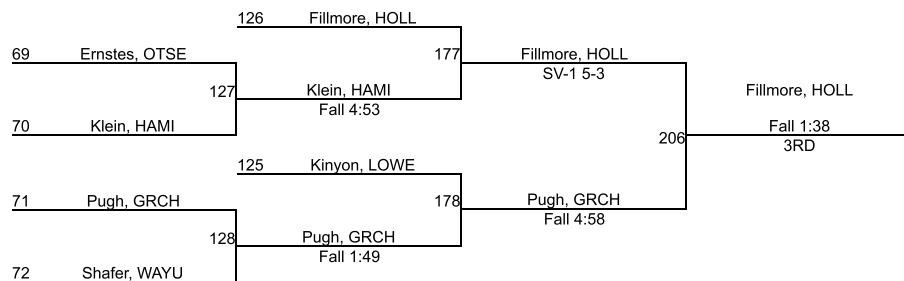 126 Fillmore, HOLL
69 Ernstes, OTSE
177 Fillmore, HOLL
SV-1 5-3
127 Klein, HAMI
Fall 4:53
Fillmore, HOLL
70 Klein, HAMI
206 Fall 1:38
3RD
125 Kinyon, LOWE
71 Pugh, GRCH
178 Pugh, GRCH
Fall 4:58
128 Pugh, GRCH
Fall 1:49
72 Shafer, WAYU